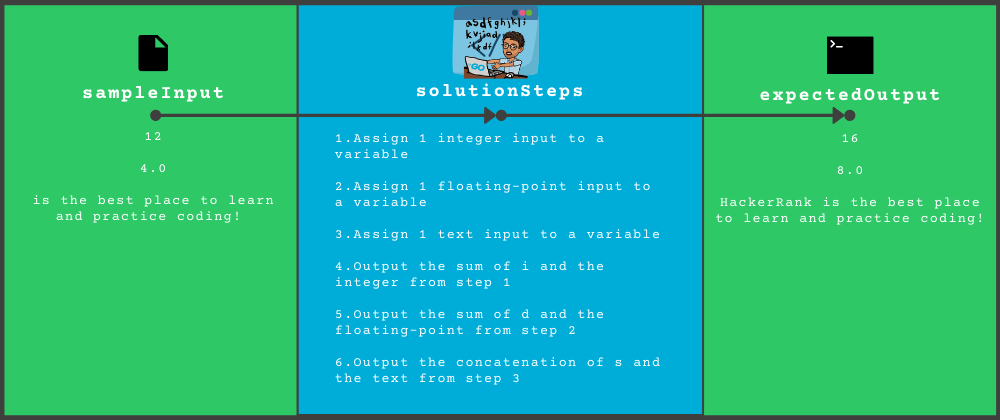 sampleInput
12
4.0
is the best place to learn
and practice coding!
asdfghjkl;
GO
solutionSteps
1.Assign 1 integer input to a
variable
2.Assign 1 floating-point input to
a variable
3.Assign 1 text input to a variable
4.Output the sum of i and the
integer from step 1
5.Output the sum of d and the
floating-point from step 2
6.Output the concatenation of s and
the text from step 3
>_
expectedOutput
16
8.0
HackerRank is the best place
to learn and practice coding!